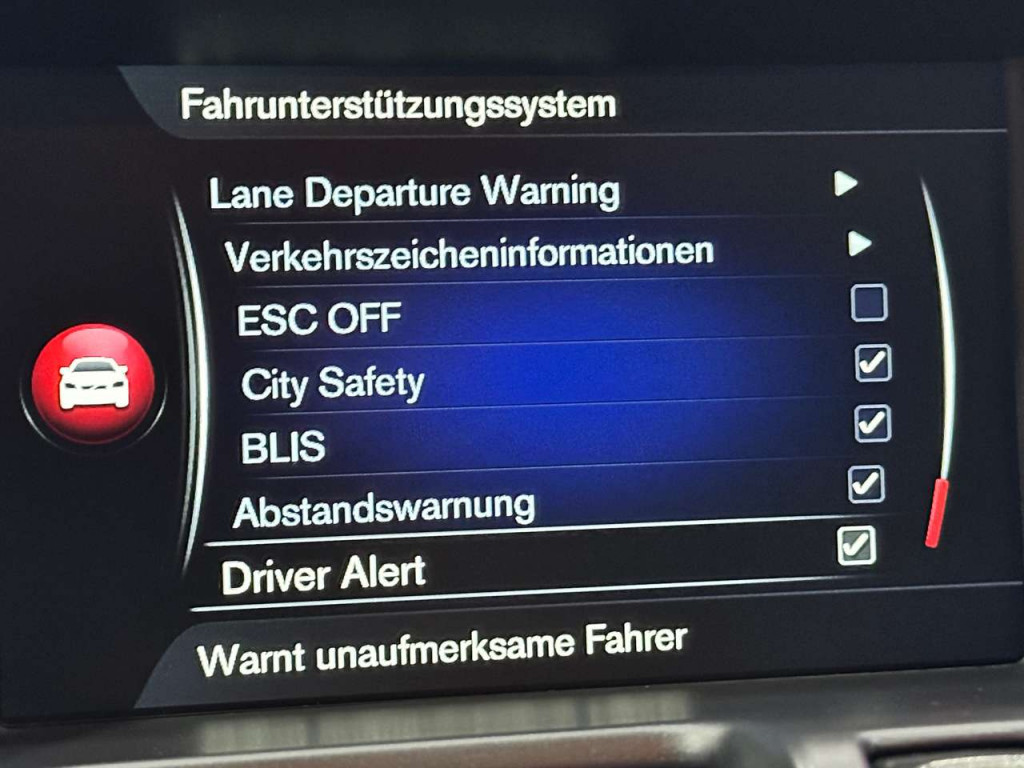 Fahrunterstützungssystem
Lane Departure Warning
Verkehrszeicheninformationen
ESC OFF
City Safety
BLIS
Abstandswarnung
Driver Alert
Warnt unaufmerksame Fahrer